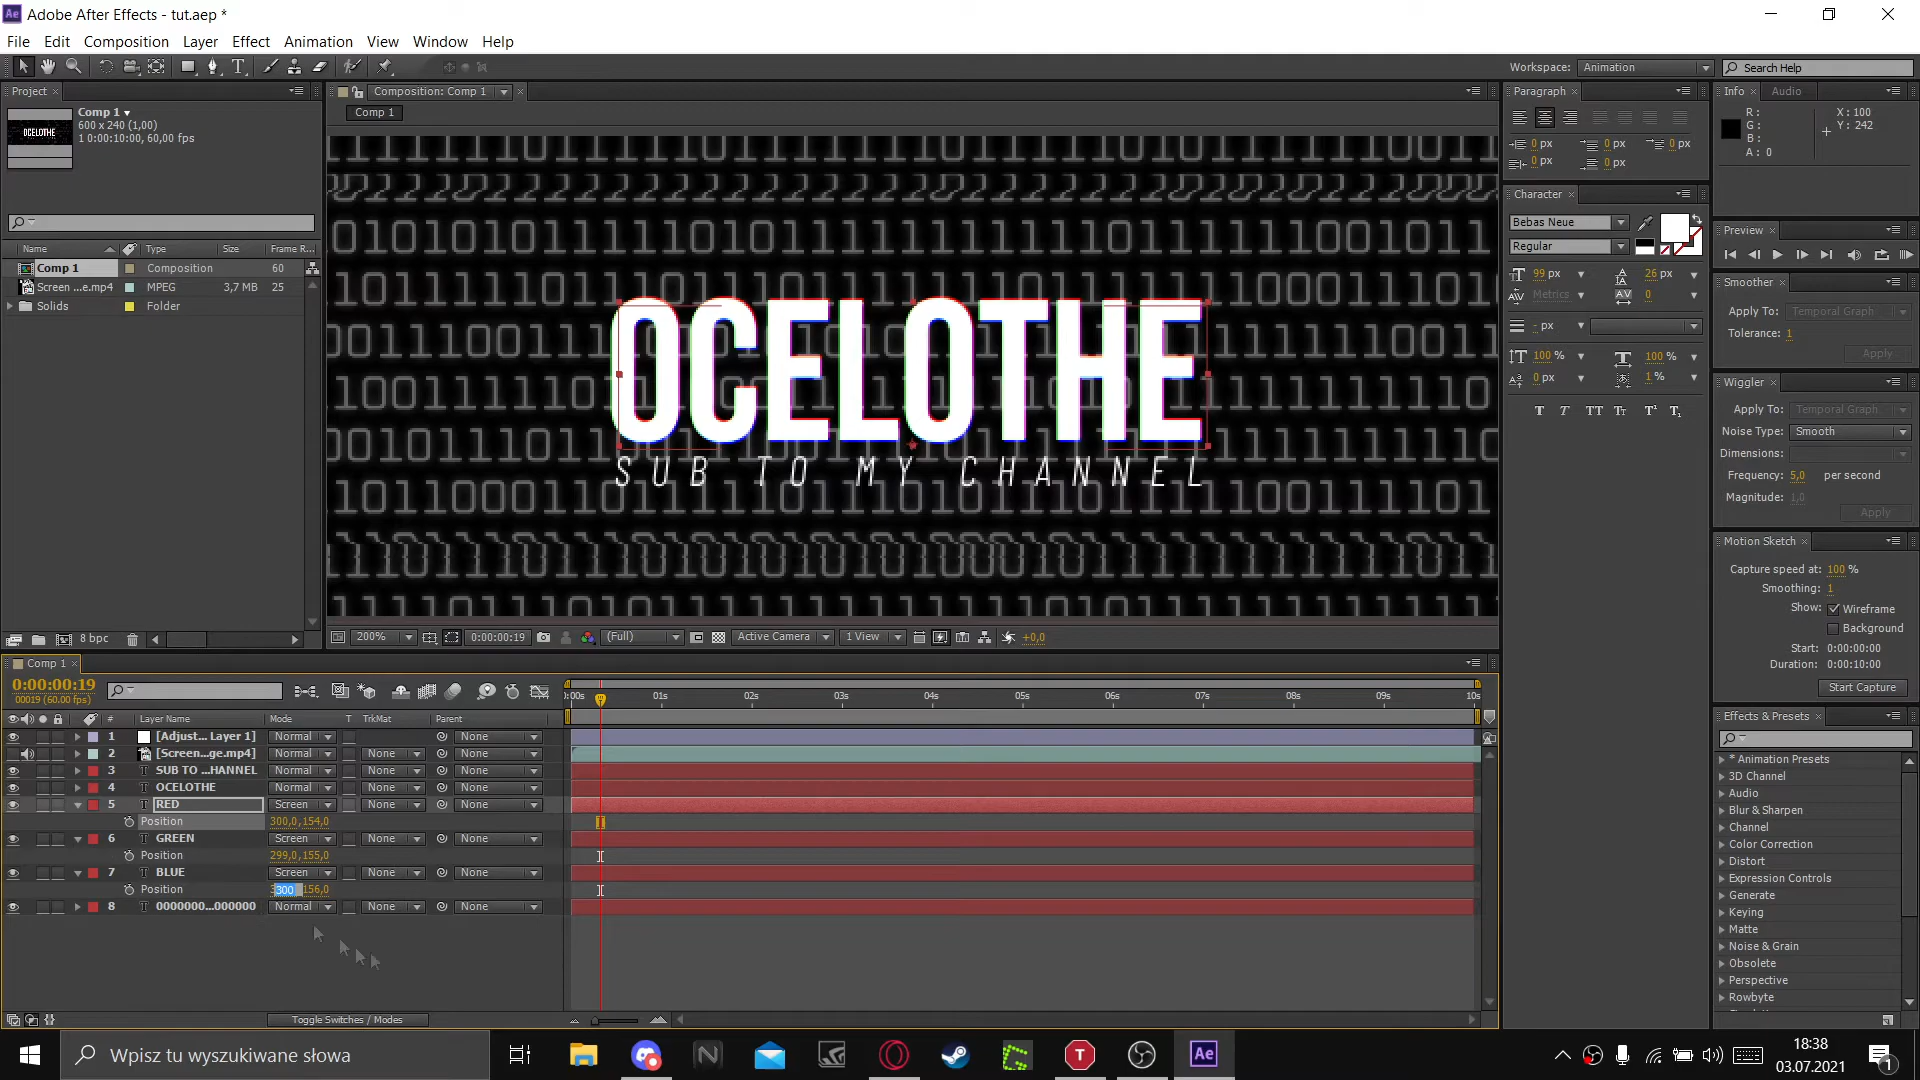 Adobe After Effects - tut.aep *
File Edit Composition Layer Effect Animation View Window Help
Workspace: Animation Search Help
Project
Comp 1
600 x 240 (1,00)
1 0:00:10:00, 60,00 fps
OCELOTHE
Name Type Size Frame R...
Comp 1 Composition 60
Screen ...e.mp4 MPEG 3,7 MB 25
Solids Folder
8 bpc
Composition: Comp 1
Comp 1
OCELOTHE
SUB TO MY CHANNEL
200% 0:00:00:19 (Full) Active Camera 1 View +0,0
Paragraph
0 px 0 px 0 px
0 px 0 px
Character
Bebas Neue
Regular
99 px 26 px
Metrics 0
- px
100 % 100 %
0 px 1 %
T T TT Tt T¹ T₁
Info Audio
R : X : 100
G : Y : 242
B :
A : 0
Preview
Smoother
Apply To: Temporal Graph
Tolerance: 1
Apply
Wiggler
Apply To: Temporal Graph
Noise Type: Smooth
Dimensions:
Frequency: 5,0 per second
Magnitude: 1,0
Apply
Motion Sketch
Capture speed at: 100 %
Smoothing: 1
Show: Wireframe
Background
Start: 0:00:00:00
Duration: 0:00:10:00
Start Capture
Effects & Presets
* Animation Presets
3D Channel
Audio
Blur & Sharpen
Channel
Color Correction
Distort
Expression Controls
Generate
Keying
Matte
Noise & Grain
Obsolete
Perspective
Rowbyte
Comp 1
0:00:00:19
00019 (60.00 fps)
:00s 01s 02s 03s 04s 05s 06s 07s 08s 09s 10s
# Layer Name Mode T TrkMat Parent
1 [Adjust... Layer 1] Normal None
2 [Screen...ge.mp4] Normal None None
3 SUB TO ...HANNEL Normal None None
4 OCELOTHE Normal None None
5 RED Screen None None
Position 300,0,154,0
6 GREEN Screen None None
Position 299,0,155,0
7 BLUE Screen None None
Position 300 156,0
8 0000000...000000 Normal None None
Toggle Switches / Modes
Wpisz tu wyszukiwane słowa
18:38
03.07.2021
1